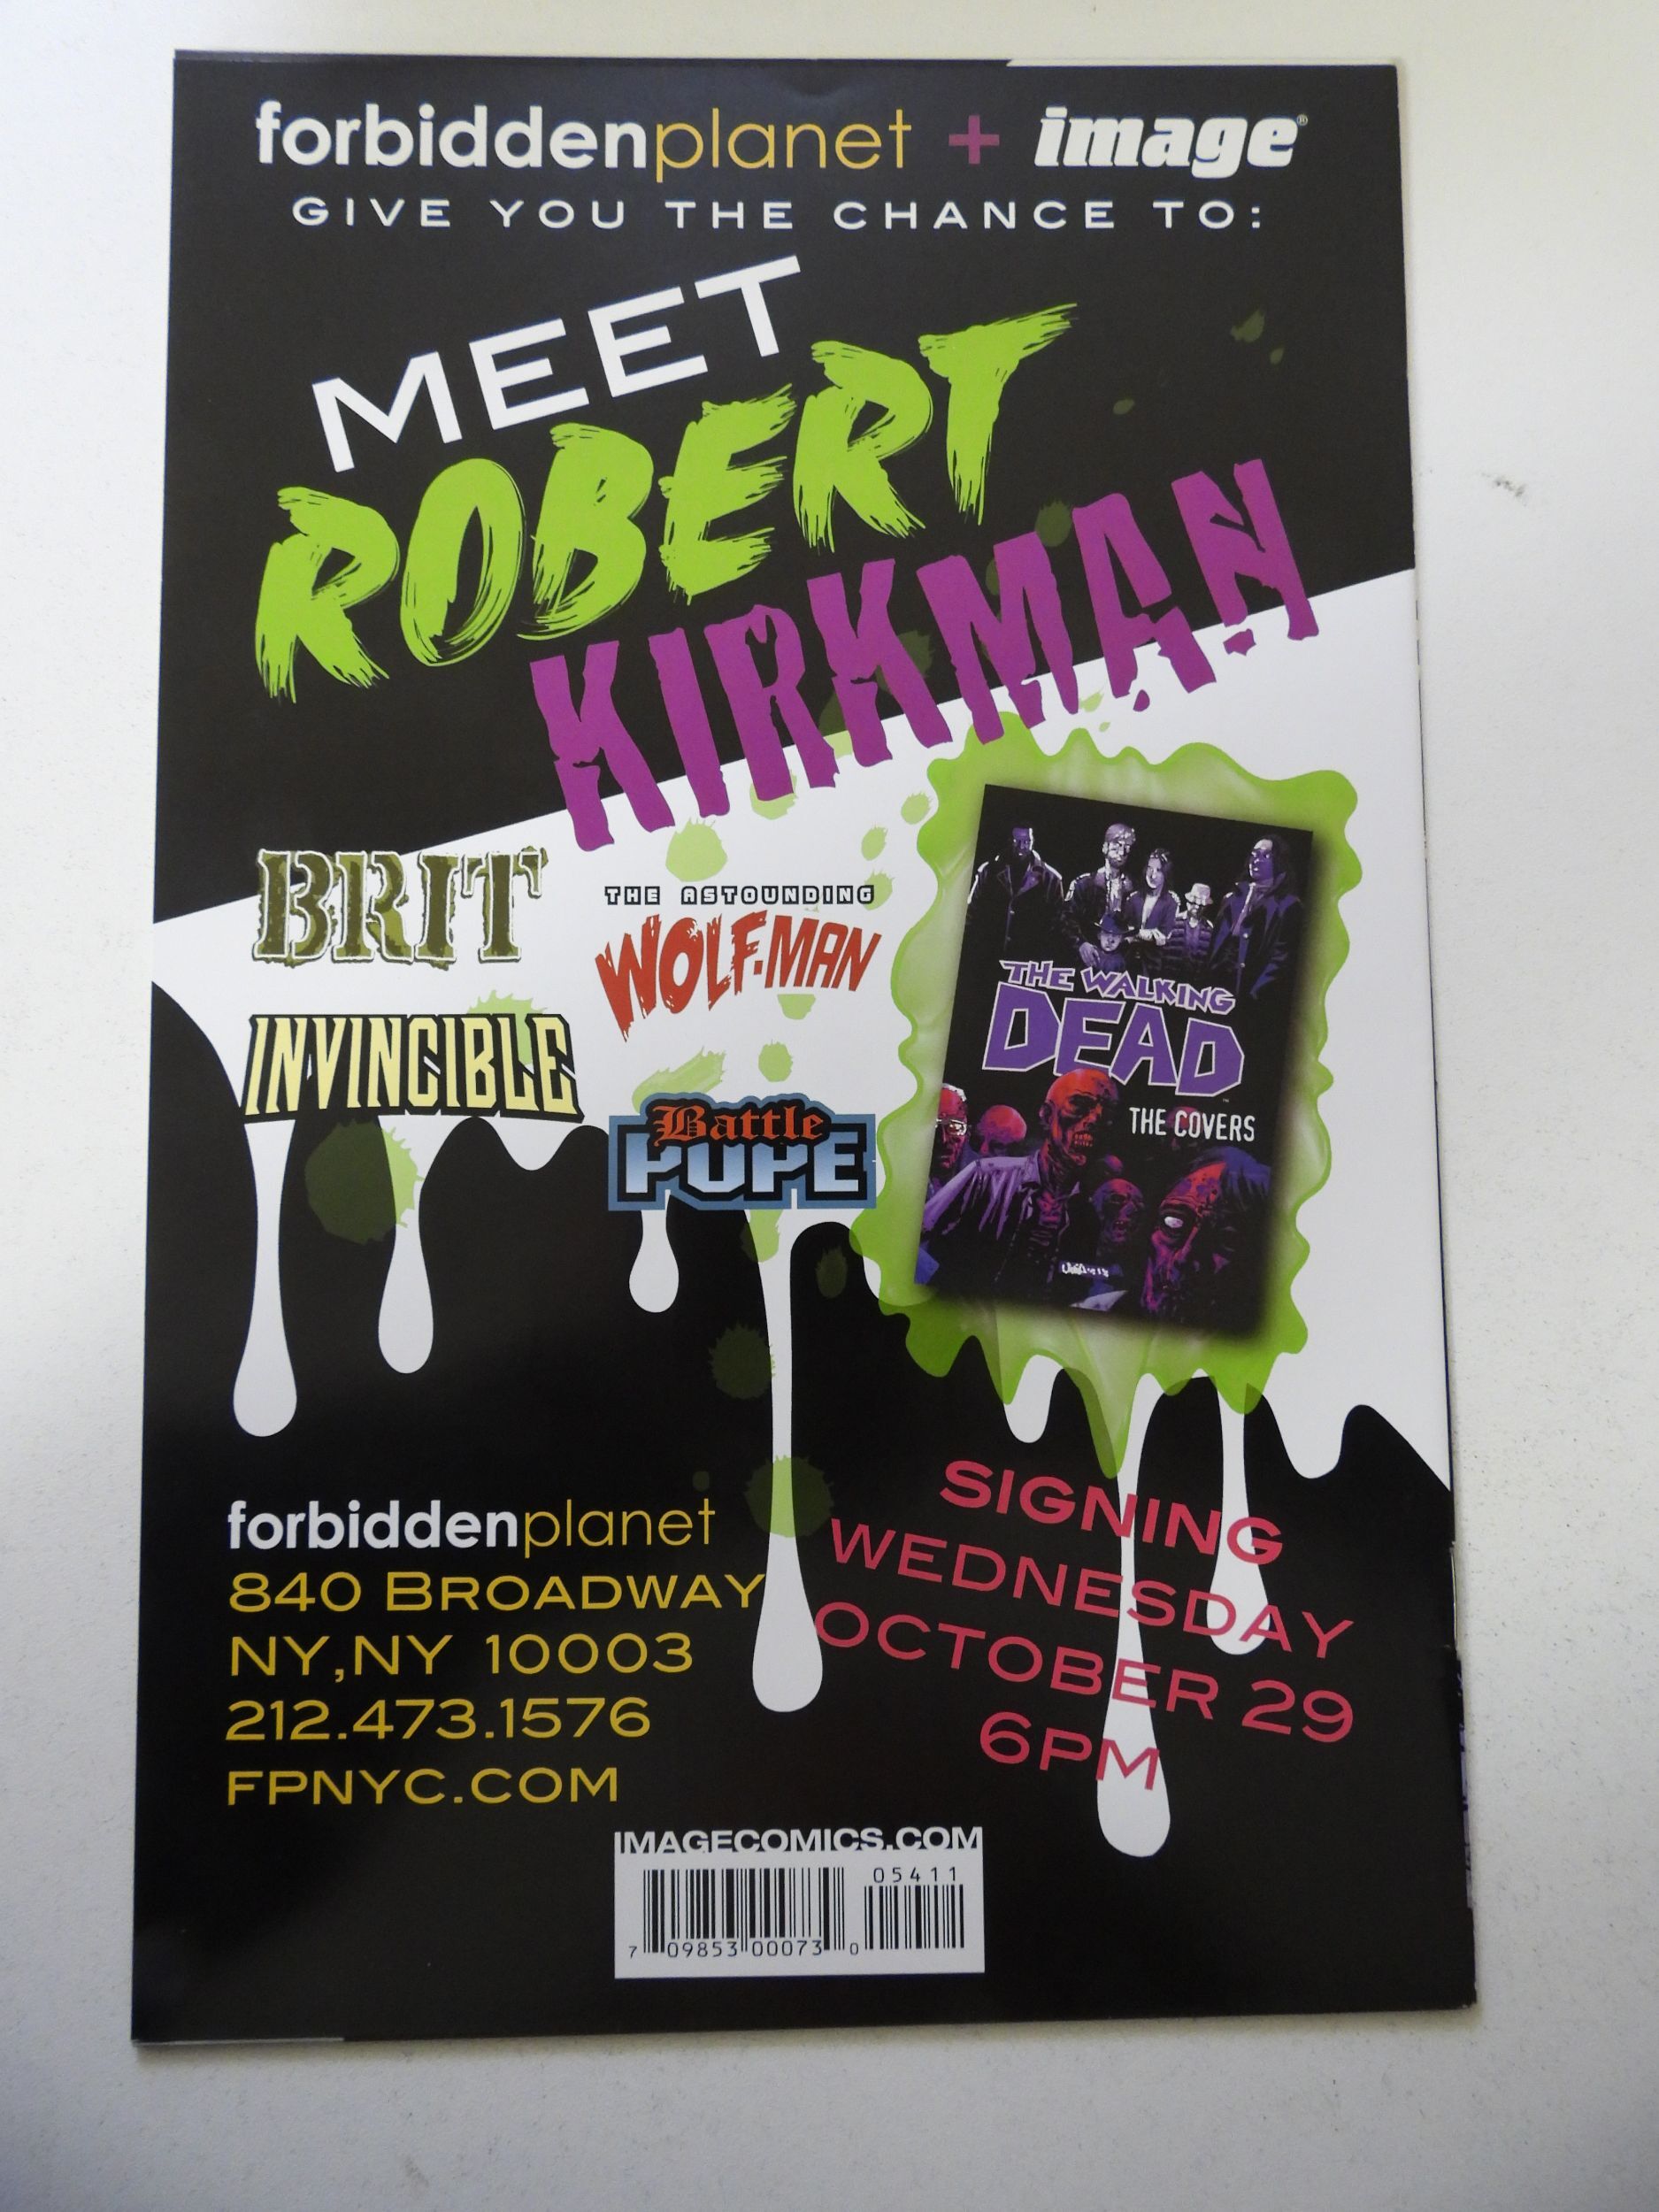 forbiddenplanet + image®
GIVE YOU THE CHANCE TO:
MEET
ROBERT
KIRKMAN
BRIT
THE ASTOUNDING
WOLF-MAN
INVINCIBLE
Battle
POPE
THE WALKING
DEAD
THE COVERS
SIGNING
WEDNESDAY
OCTOBER 29
6PM
forbiddenplanet
840 BROADWAY
NY,NY 10003
212.473.1576
FPNYC.COM
IMAGECOMICS.COM
05411
7 09853 00073 0